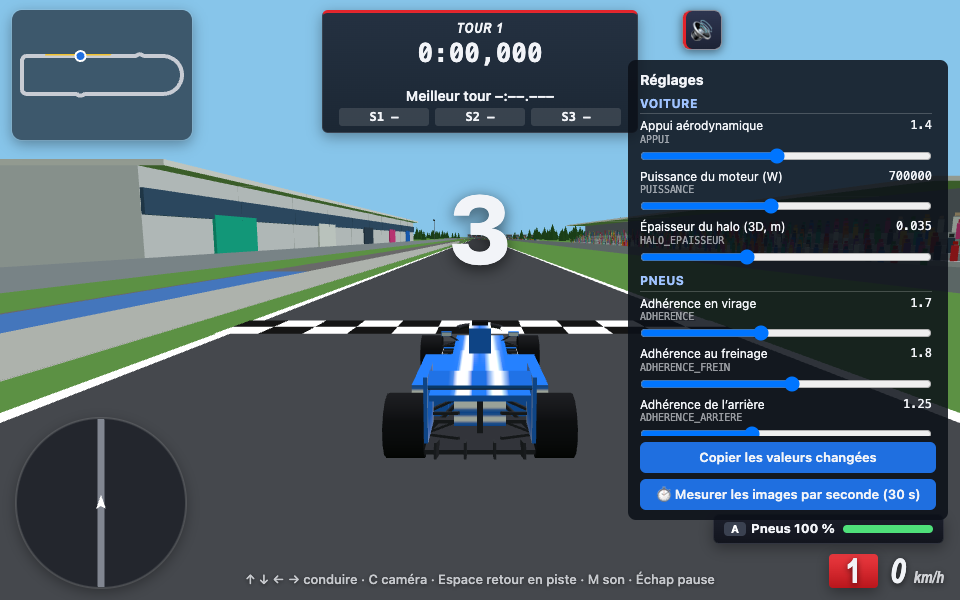 TOUR 1
0:00,000
Meilleur tour –:––.–––
S1 –
S2 –
S3 –
3
Réglages
VOITURE
Appui aérodynamique 1.4
APPUI
Puissance du moteur (W) 700000
PUISSANCE
Épaisseur du halo (3D, m) 0.035
HALO_EPAISSEUR
PNEUS
Adhérence en virage 1.7
ADHERENCE
Adhérence au freinage 1.8
ADHERENCE_FREIN
Adhérence de l'arrière 1.25
ADHERENCE_ARRIERE
Copier les valeurs changées
⏱ Mesurer les images par seconde (30 s)
A Pneus 100 %
↑ ↓ ← → conduire · C caméra · Espace retour en piste · M son · Échap pause
1 0 km/h